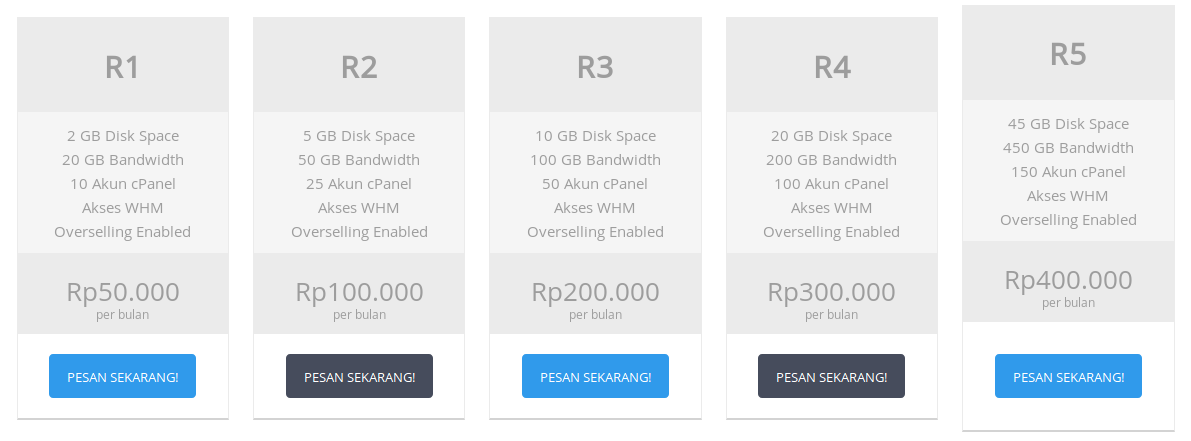 R1
2 GB Disk Space
20 GB Bandwidth
10 Akun cPanel
Akses WHM
Overselling Enabled
Rp50.000
per bulan
PESAN SEKARANG!
R2
5 GB Disk Space
50 GB Bandwidth
25 Akun cPanel
Akses WHM
Overselling Enabled
Rp100.000
per bulan
PESAN SEKARANG!
R3
10 GB Disk Space
100 GB Bandwidth
50 Akun cPanel
Akses WHM
Overselling Enabled
Rp200.000
per bulan
PESAN SEKARANG!
R4
20 GB Disk Space
200 GB Bandwidth
100 Akun cPanel
Akses WHM
Overselling Enabled
Rp300.000
per bulan
PESAN SEKARANG!
R5
45 GB Disk Space
450 GB Bandwidth
150 Akun cPanel
Akses WHM
Overselling Enabled
Rp400.000
per bulan
PESAN SEKARANG!